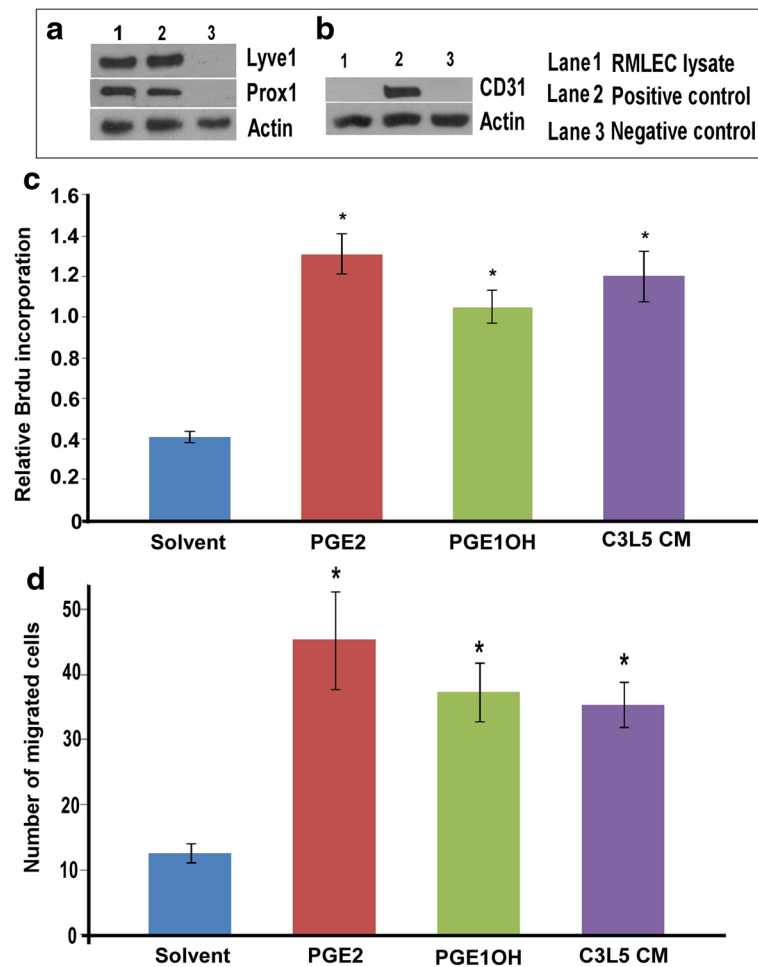 a
1 2 3
Lyve1
Prox1
Actin
b
1 2 3
CD31
Actin
Lane 1 RMLEC lysate
Lane 2 Positive control
Lane 3 Negative control
c
Relative Brdu incorporation
1.6
1.4
1.2
1.0
0.8
0.6
0.4
0.2
0
*
*
*
Solvent PGE2 PGE1OH C3L5 CM
d
Number of migrated cells
50
40
30
20
10
0
*
*
*
Solvent PGE2 PGE1OH C3L5 CM